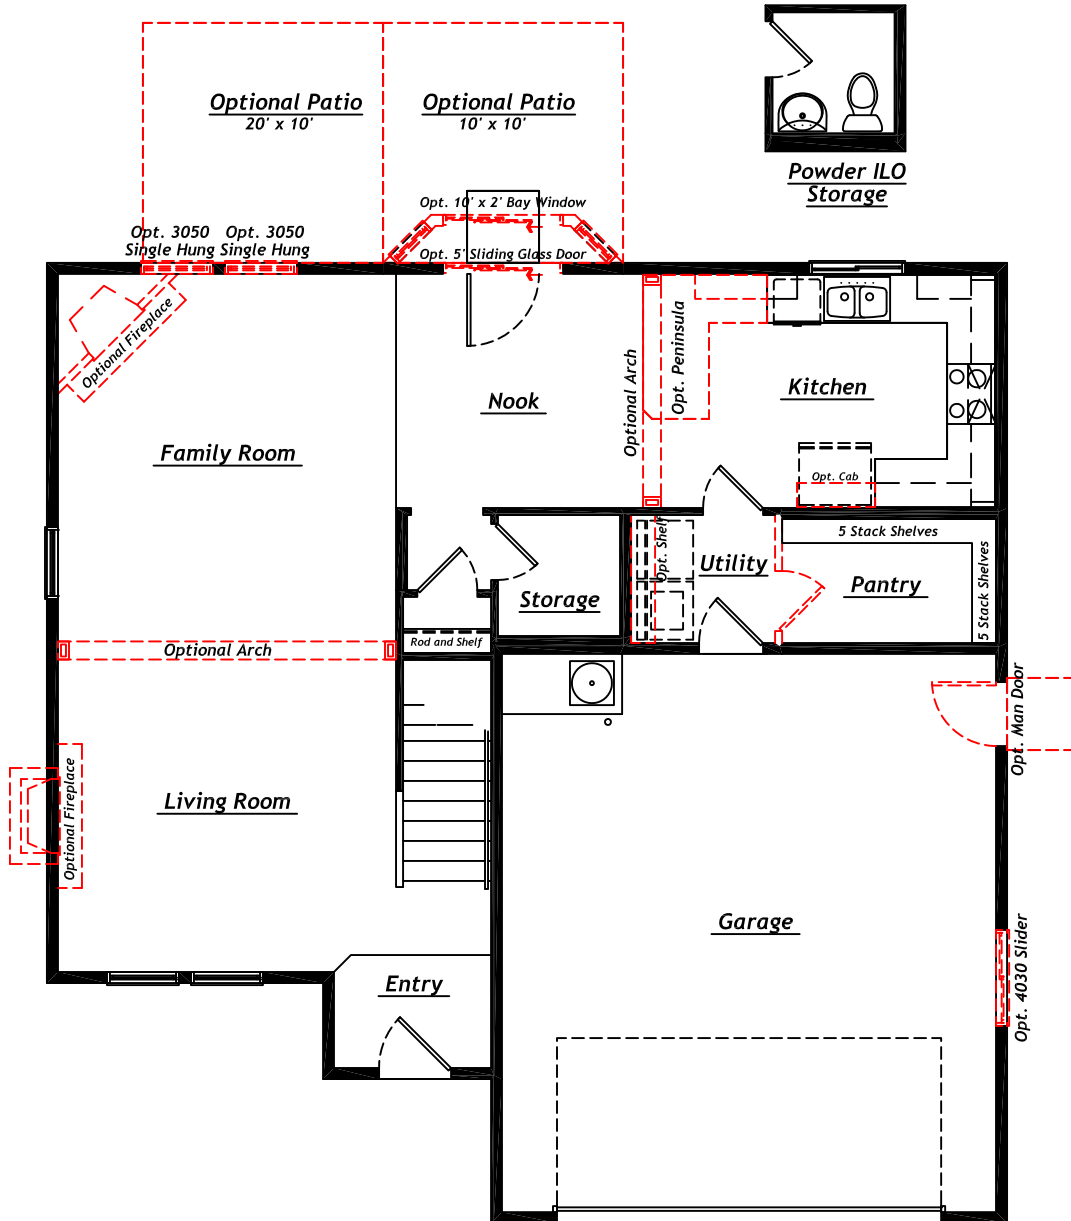 Optional Patio
20' x 10'
Optional Patio
10' x 10'
Powder ILO
Storage
Opt. 3050
Single Hung
Opt. 3050
Single Hung
Opt. 10' x 2' Bay Window
Opt. 5' Sliding Glass Door
Optional Fireplace
Family Room
Nook
Optional Arch
Opt. Peninsula
Kitchen
Opt. Cab
Opt. Shelf
Utility
5 Stack Shelves
5 Stack Shelves
Pantry
Storage
Rod and Shelf
Optional Arch
Optional Fireplace
Living Room
Opt. Man Door
Garage
Opt. 4030 Slider
Entry